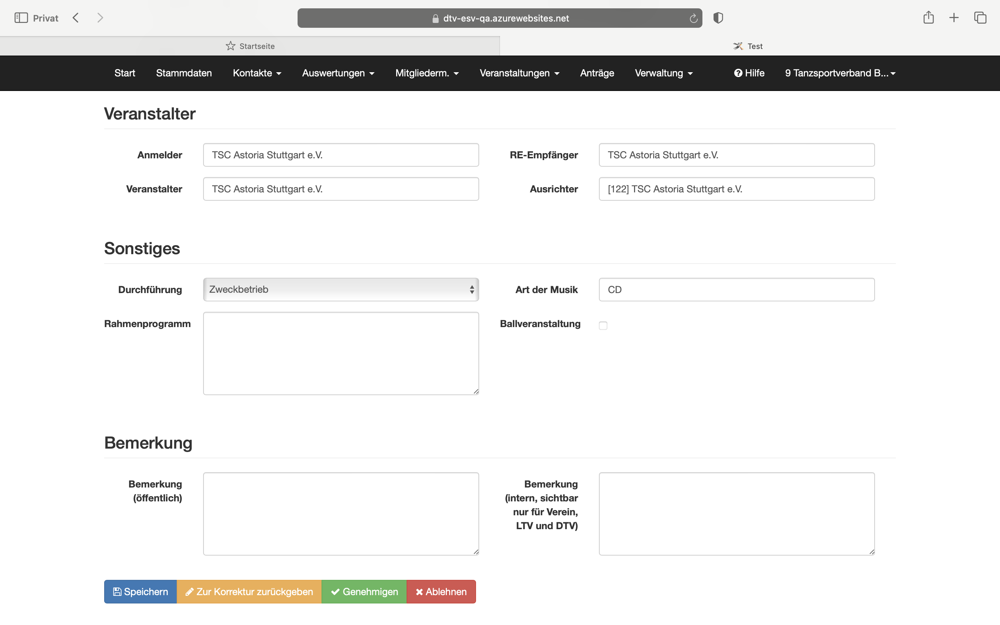 Privat
dtv-esv-qa.azurewebsites.net
Startseite
Test
Start Stammdaten Kontakte Auswertungen Mitgliederm. Veranstaltungen Anträge Verwaltung Hilfe 9 Tanzsportverband B...
Veranstalter
Anmelder TSC Astoria Stuttgart e.V. RE-Empfänger TSC Astoria Stuttgart e.V.
Veranstalter TSC Astoria Stuttgart e.V. Ausrichter [122] TSC Astoria Stuttgart e.V.
Sonstiges
Durchführung Zweckbetrieb Art der Musik CD
Rahmenprogramm Ballveranstaltung
Bemerkung
Bemerkung
(öffentlich)
Bemerkung
(intern, sichtbar
nur für Verein,
LTV und DTV)
Speichern Zur Korrektur zurückgeben Genehmigen Ablehnen